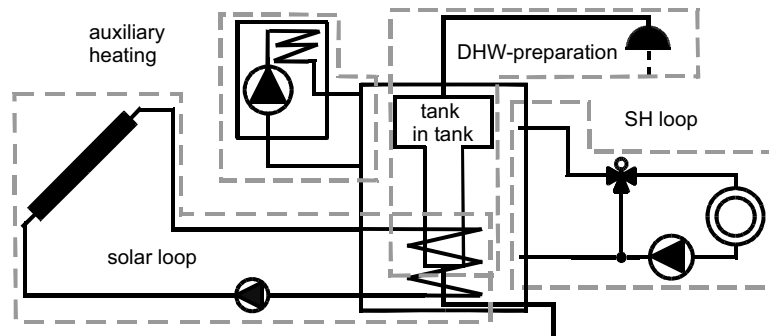 auxiliary
heating
DHW-preparation
tank
in tank
SH loop
solar loop